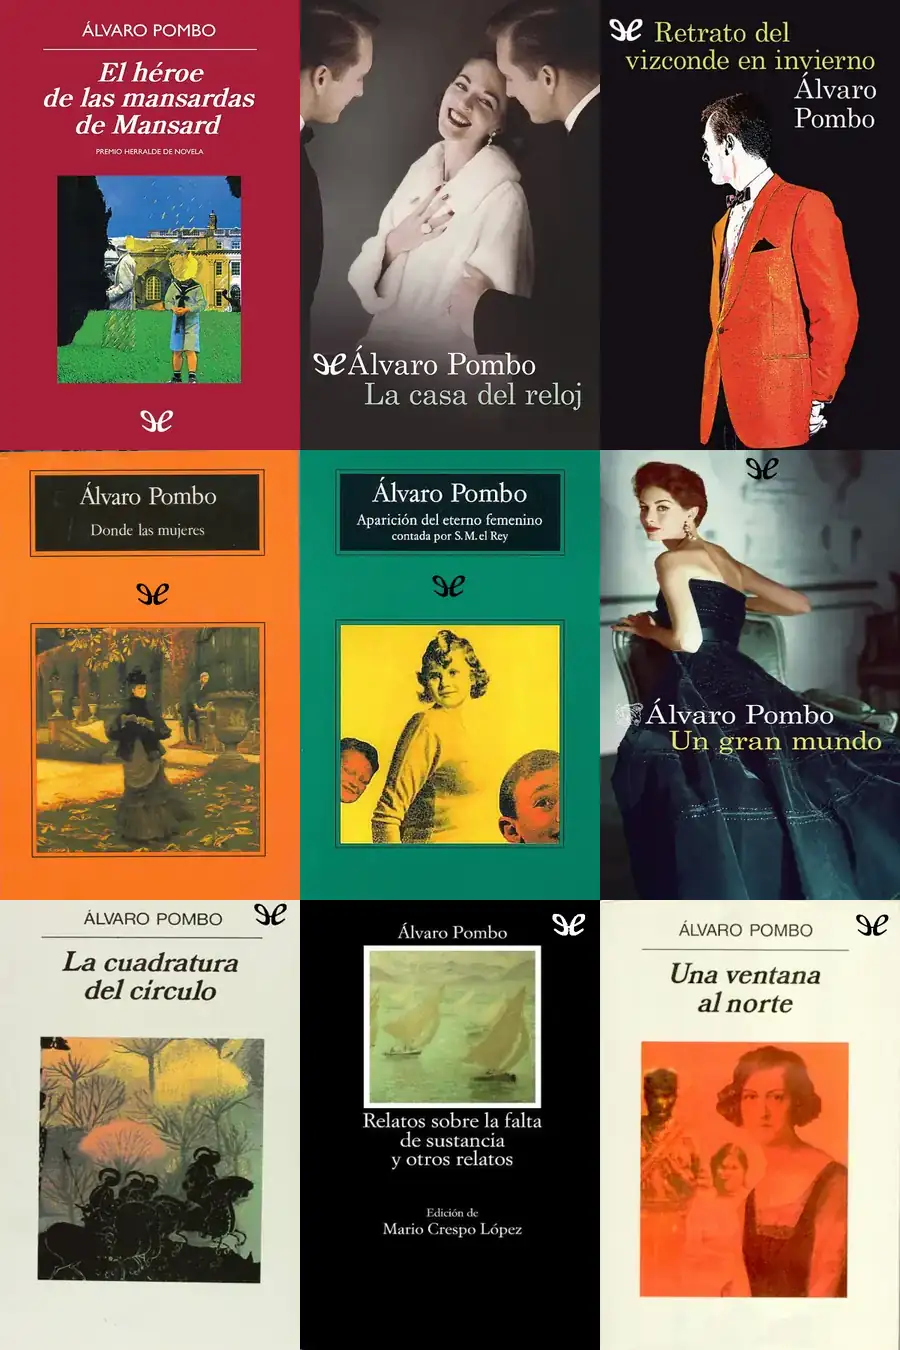 ÁLVARO POMBO
El héroe
de las mansardas
de Mansard
PREMIO HERRALDE DE NOVELA
Álvaro Pombo
La casa del reloj
Retrato del
vizconde en invierno
Álvaro
Pombo
Álvaro Pombo
Donde las mujeres
Álvaro Pombo
Aparición del eterno femenino
contada por S. M. el Rey
Álvaro Pombo
Un gran mundo
ÁLVARO POMBO
La cuadratura
del círculo
Álvaro Pombo
Relatos sobre la falta
de sustancia
y otros relatos
Edición de
Mario Crespo López
ÁLVARO POMBO
Una ventana
al norte